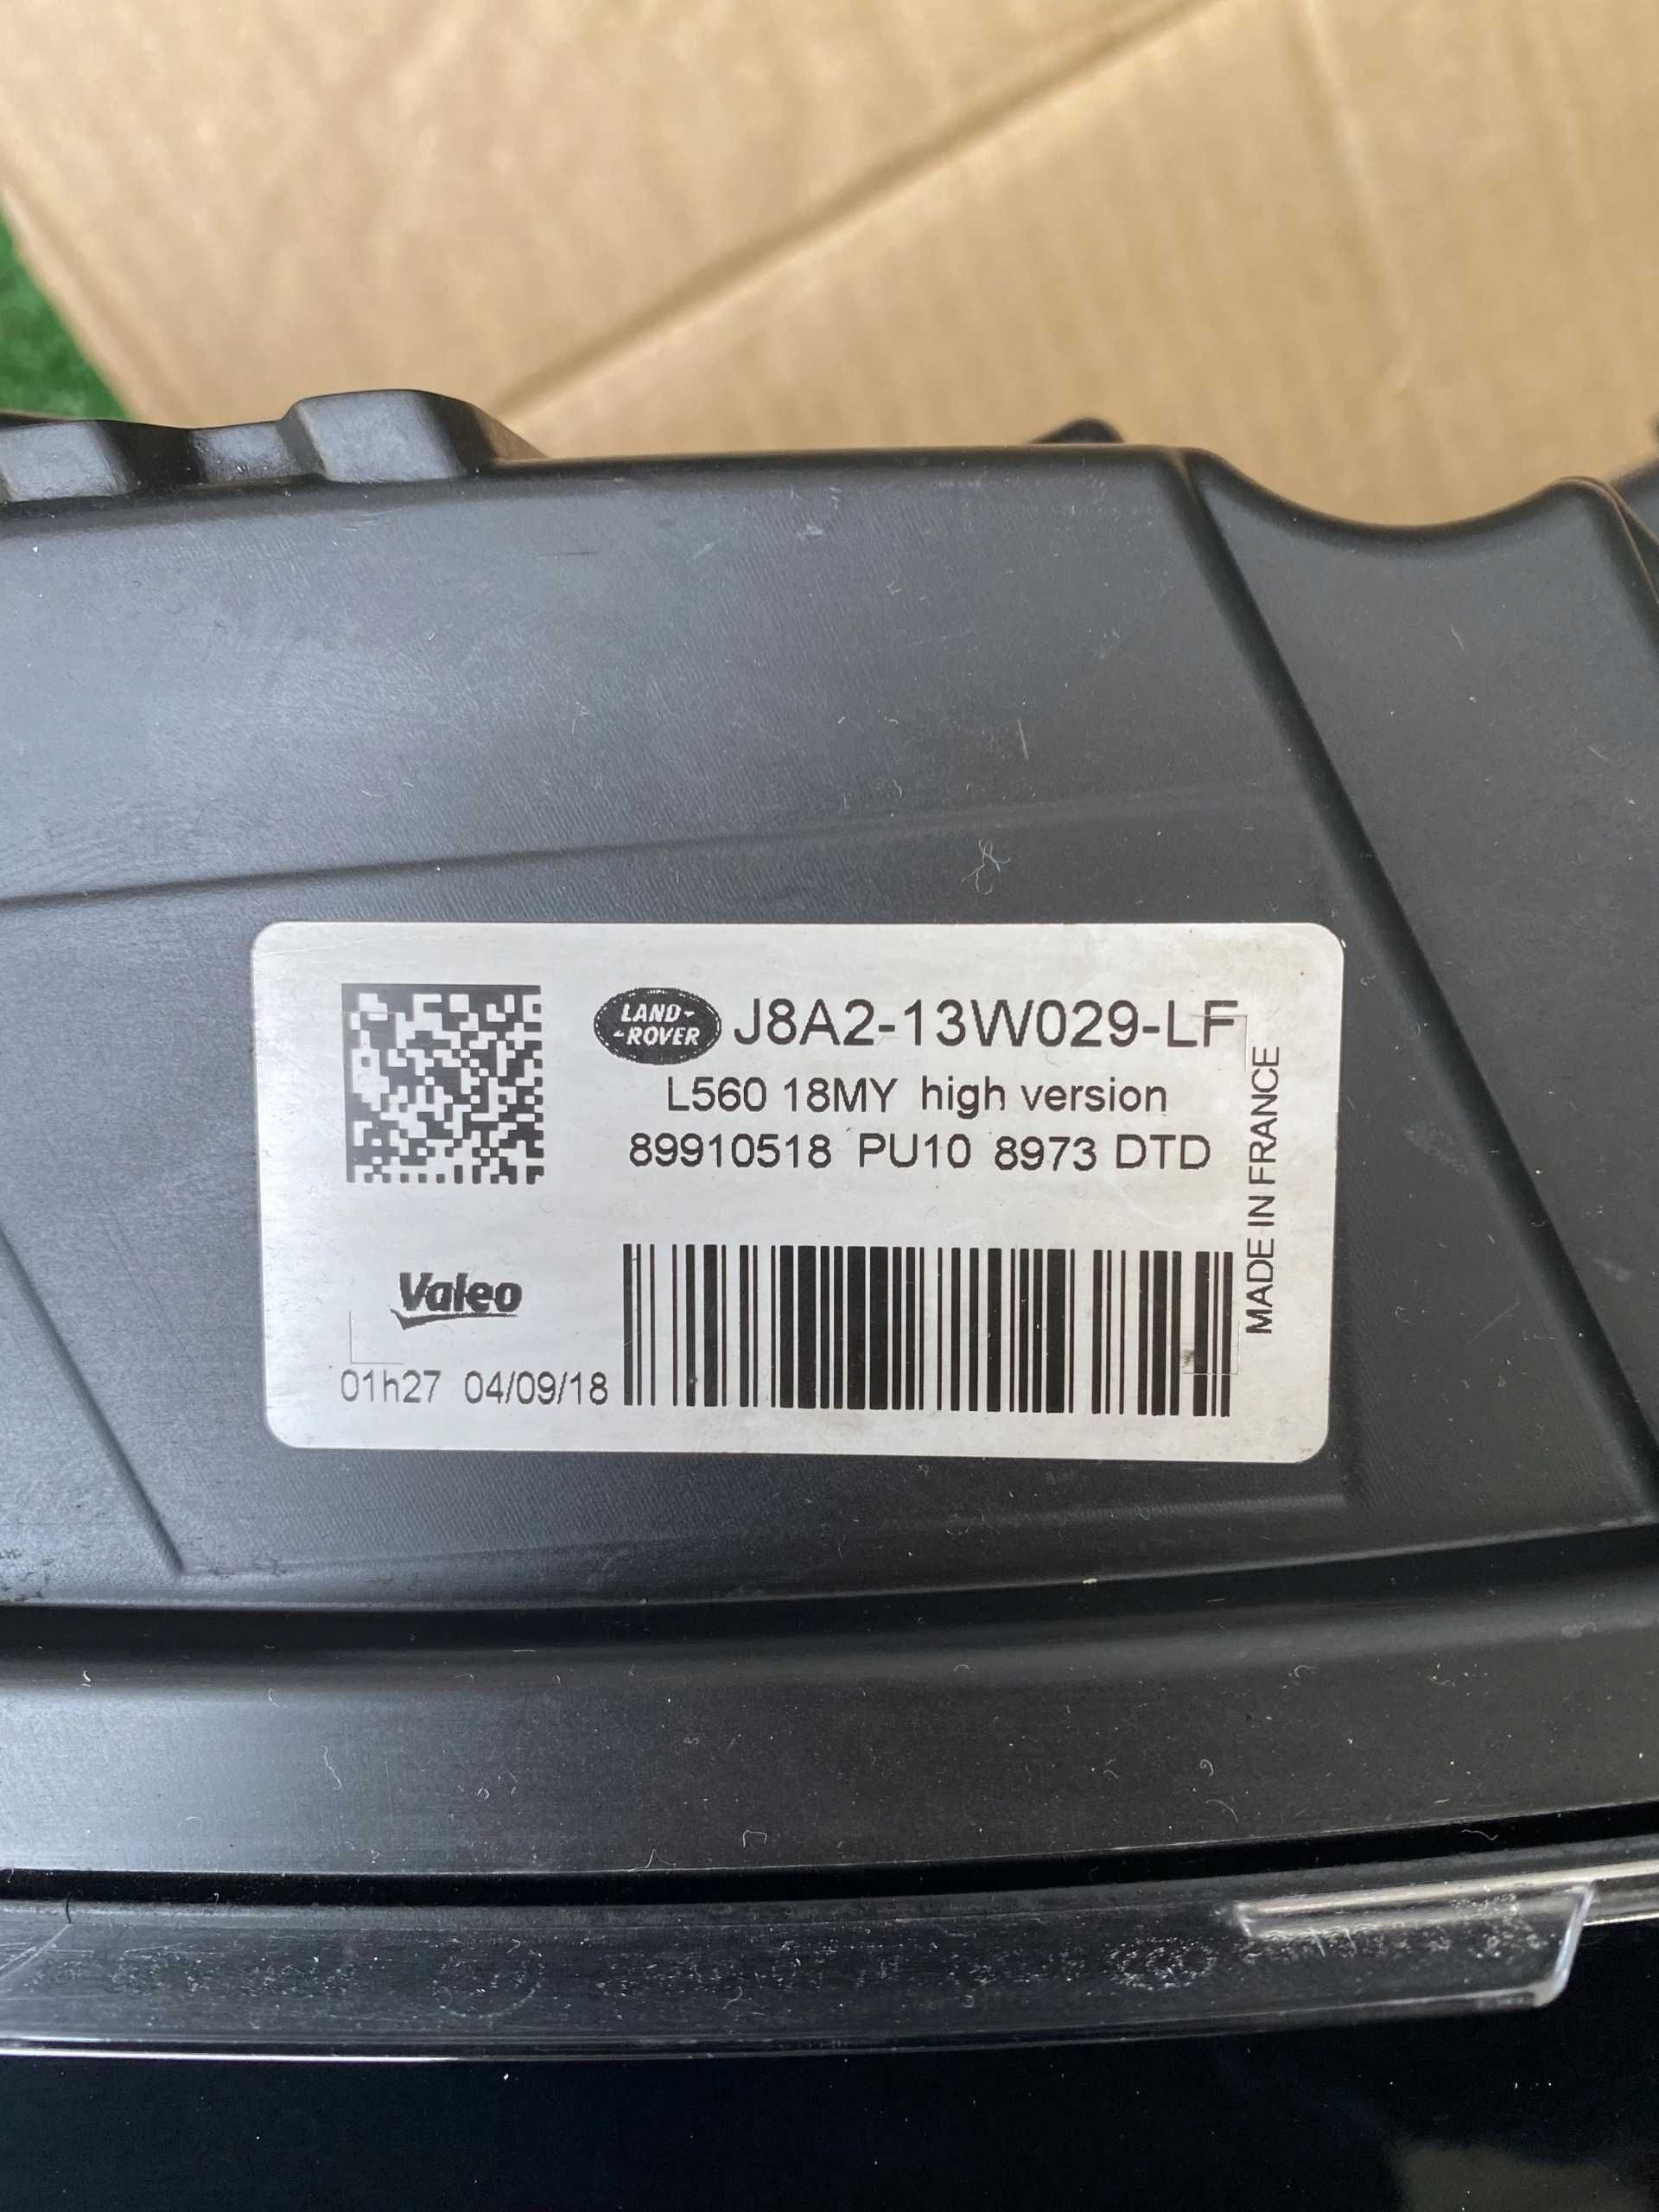 LAND-
-ROVER
J8A2-13W029-LF
L560 18MY high version
89910518 PU10 8973 DTD
MADE IN FRANCE
Valeo
01h27 04/09/18